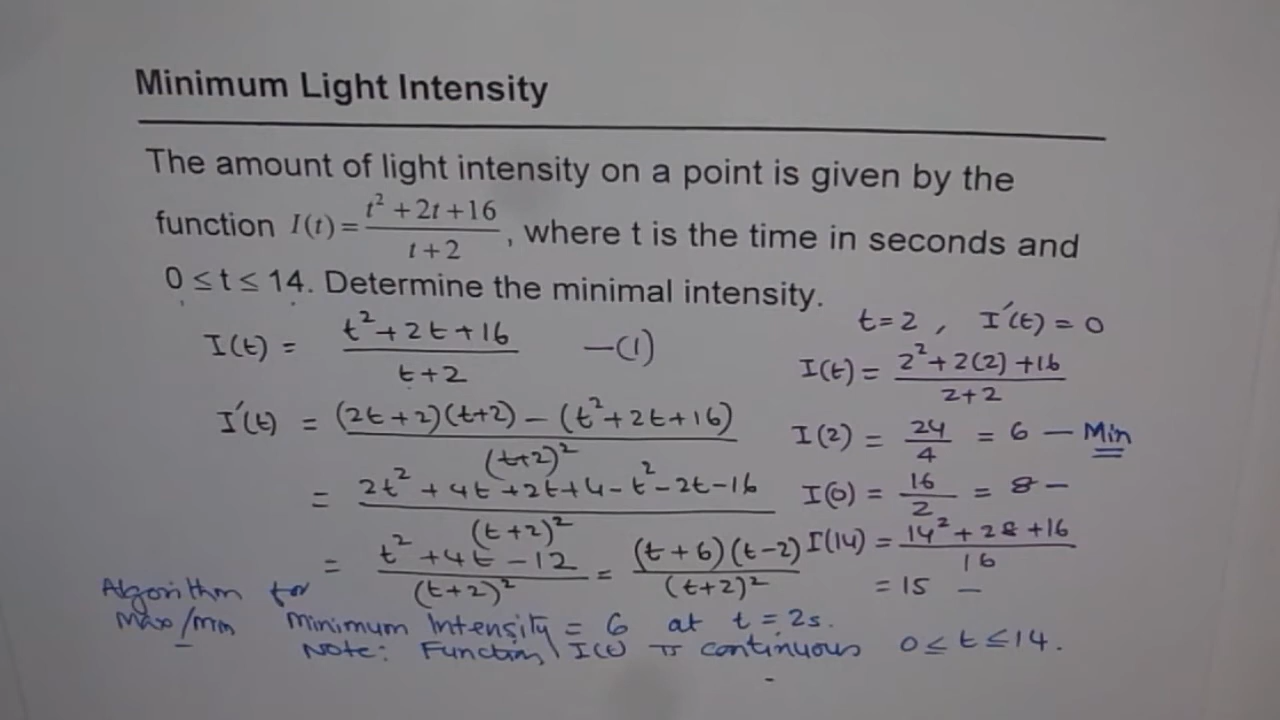 Minimum Light Intensity
The amount of light intensity on a point is given by the
function I(t) = (t² + 2t + 16)/(t + 2), where t is the time in seconds and
0 ≤ t ≤ 14. Determine the minimal intensity.
I(t) = (t² + 2t + 16)/(t + 2) —(1)
I'(t) = ((2t + 2)(t + 2) − (t² + 2t + 16))/(t + 2)²
= (2t² + 4t + 2t + 4 − t² − 2t − 16)/(t + 2)²
= (t² + 4t − 12)/(t + 2)² = ((t + 6)(t − 2))/(t + 2)²
t = 2, I'(t) = 0
I(t) = (2² + 2(2) + 16)/(2 + 2)
I(2) = 24/4 = 6 — Min
I(0) = 16/2 = 8 —
I(14) = (14² + 28 + 16)/16
= 15 —
Algorithm for
Max/min
Minimum Intensity = 6 at t = 2s.
Note: Function I(t) is continuous 0 ≤ t ≤ 14.